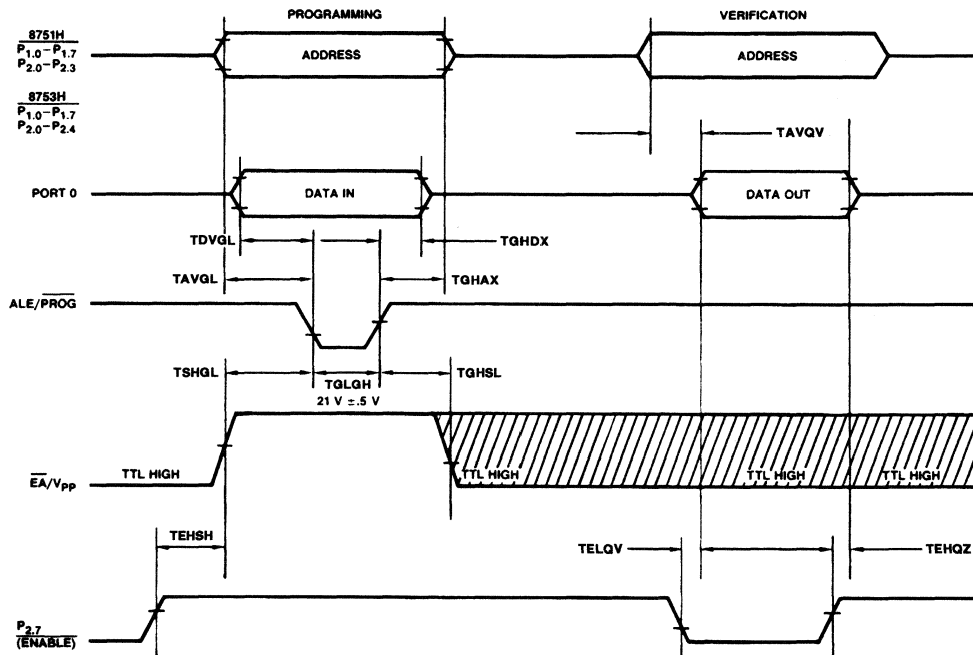 PROGRAMMING
VERIFICATION
8751H
P1.0–P1.7
P2.0–P2.3
ADDRESS
ADDRESS
8753H
P1.0–P1.7
P2.0–P2.4
TAVQV
PORT 0
DATA IN
DATA OUT
TDVGL
TGHDX
TAVGL
TGHAX
ALE/PROG
TSHGL
TGLGH
TGHSL
21 V ±.5 V
EA/VPP
TTL HIGH
TTL HIGH
TTL HIGH
TTL HIGH
TEHSH
TELQV
TEHQZ
P2.7
(ENABLE)